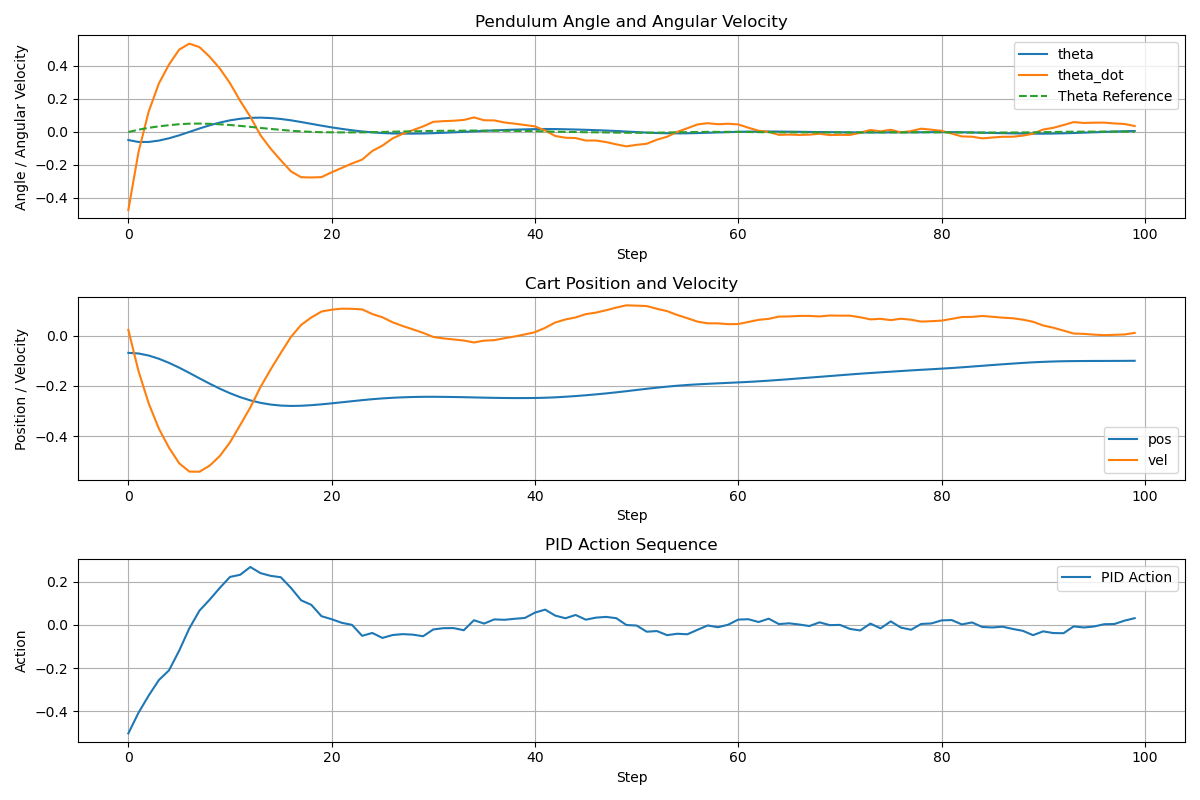 Pendulum Angle and Angular Velocity
Angle / Angular Velocity
0.4
0.2
0.0
−0.2
−0.4
theta
theta_dot
Theta Reference
0 20 40 60 80 100
Step
Cart Position and Velocity
Position / Velocity
0.0
−0.2
−0.4
pos
vel
0 20 40 60 80 100
Step
PID Action Sequence
Action
0.2
0.0
−0.2
−0.4
PID Action
0 20 40 60 80 100
Step